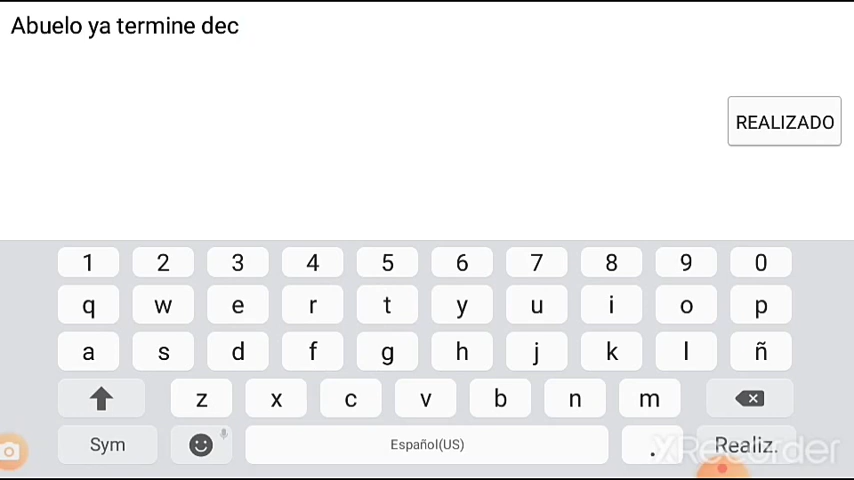 Abuelo ya termine dec
REALIZADO
1 2 3 4 5 6 7 8 9 0
q w e r t y u i o p
a s d f g h j k l ñ
z x c v b n m
Sym Español(US) . Realiz.
XRecorder